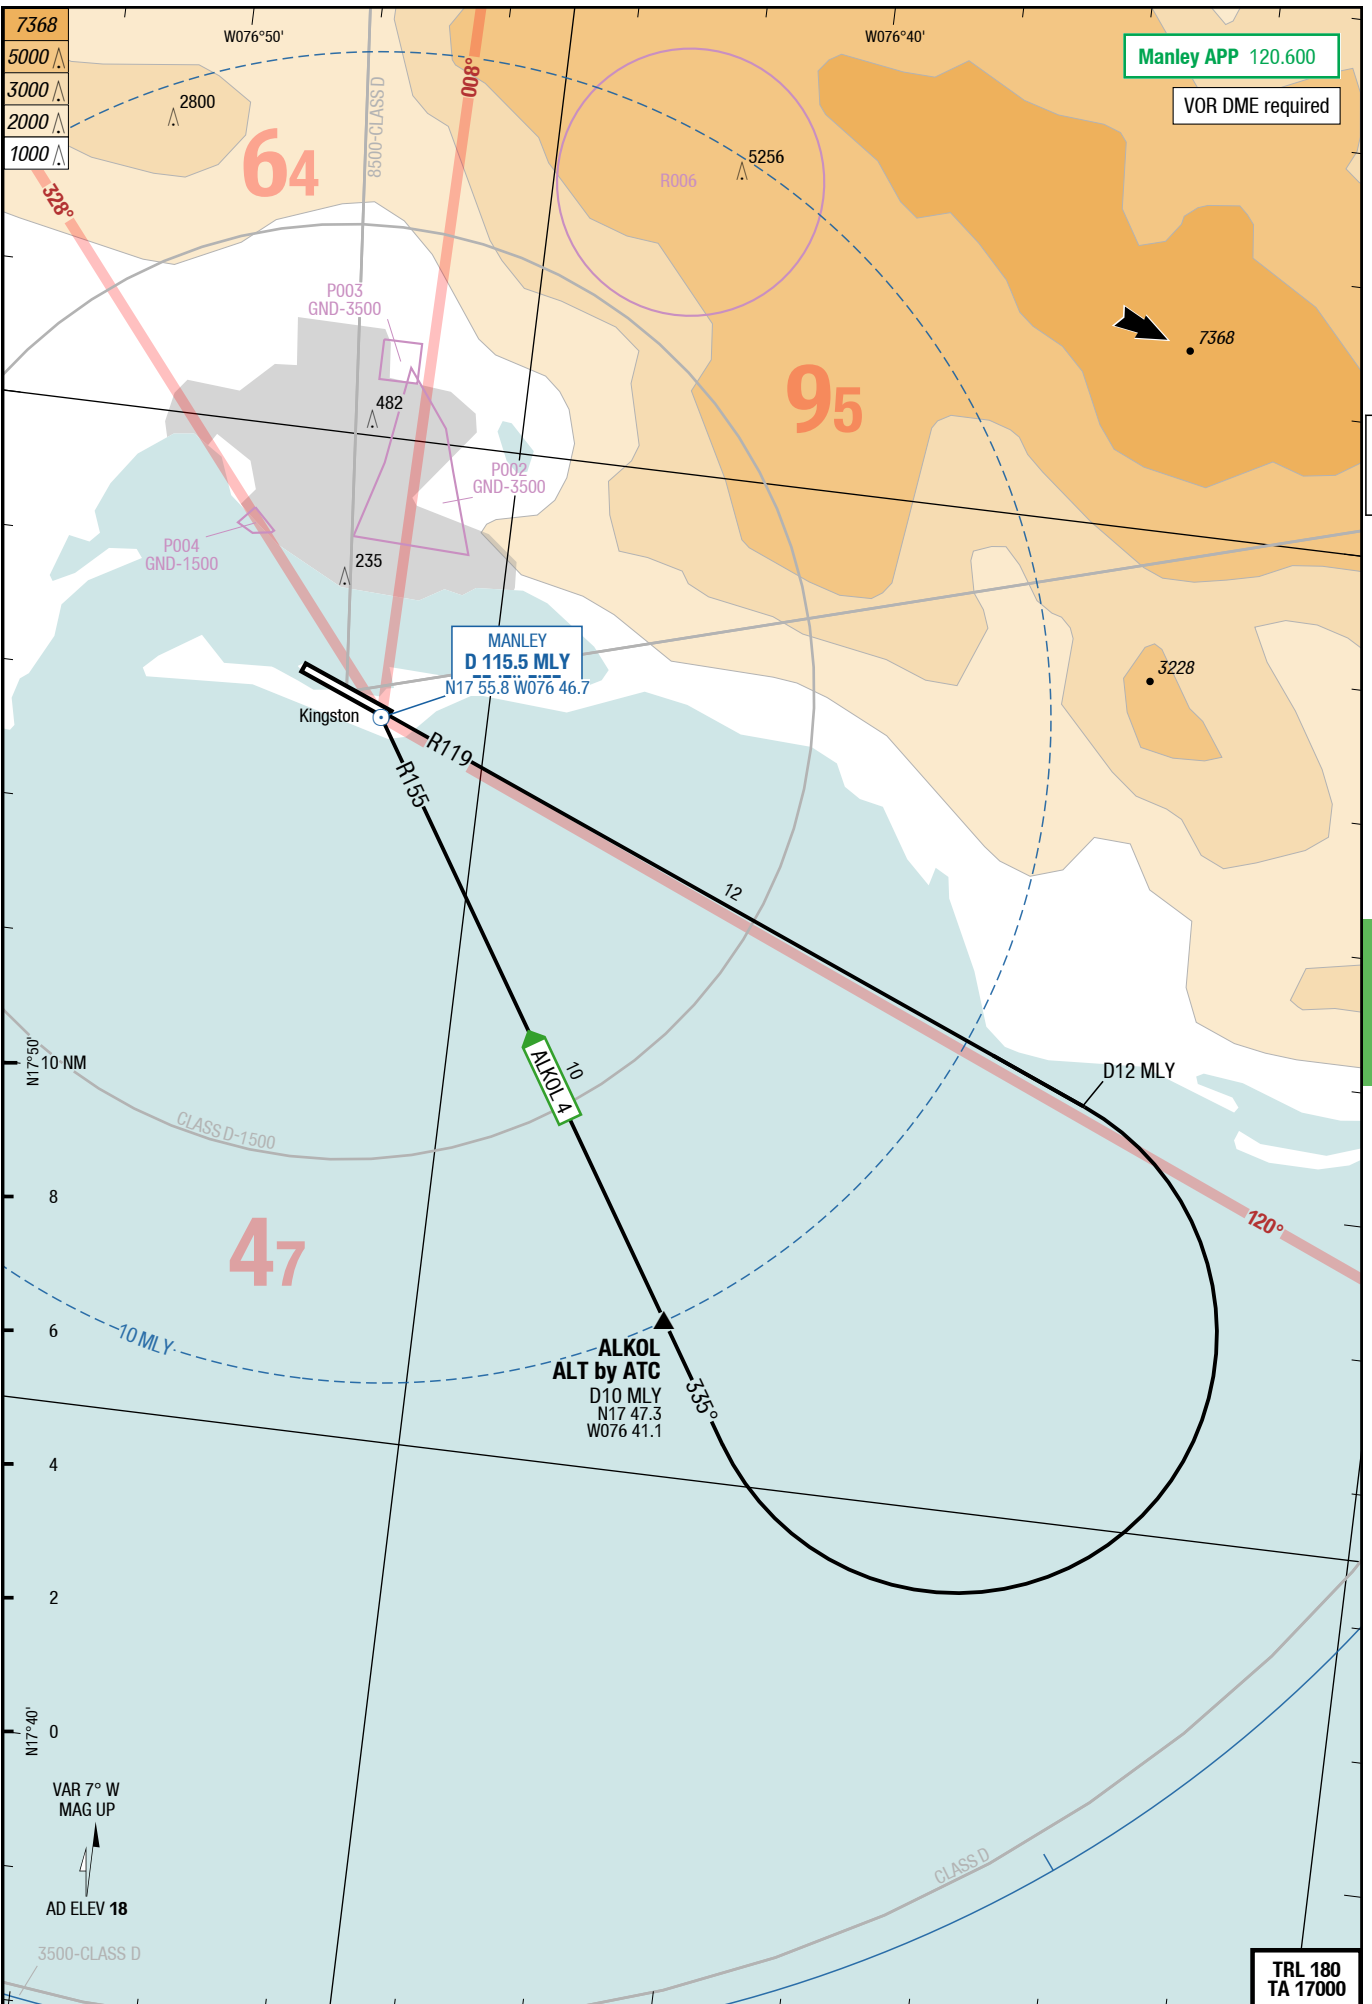 7368
5000
3000
2000
1000
W076°50'
W076°40'
Manley APP 120.600
VOR DME required
2800
64
8500-CLASS D
008°
R006
5256
328°
P003
GND-3500
7368
95
482
P002
GND-3500
P004
GND-1500
235
MANLEY
D 115.5 MLY
N17 55.8 W076 46.7
3228
Kingston
R119
R155
12
N17°50'
10 NM
ALKOL 4
10
D12 MLY
CLASS D-1500
8
47
120°
10 MLY
6
ALKOL
ALT by ATC
D10 MLY
N17 47.3
W076 41.1
335°
4
2
N17°40'
0
VAR 7° W
MAG UP
AD ELEV 18
CLASS D
3500-CLASS D
TRL 180
TA 17000